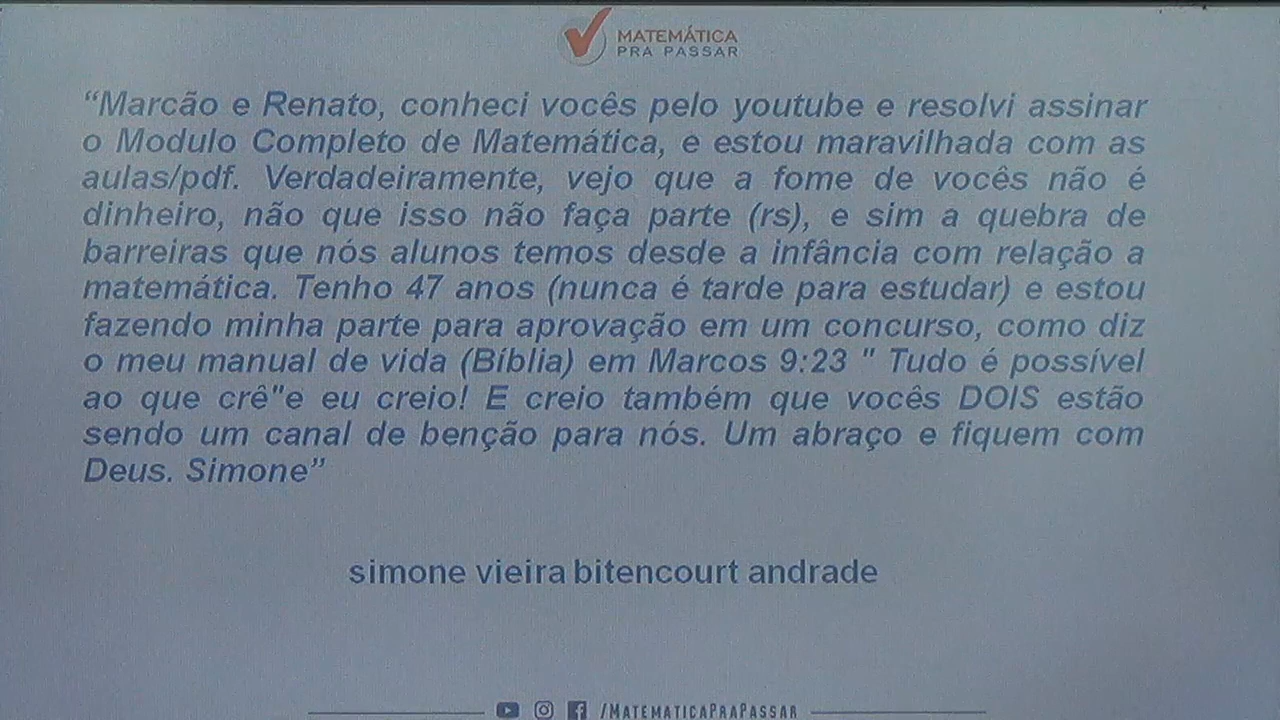 MATEMÁTICA
PRA PASSAR
“Marcão e Renato, conheci vocês pelo youtube e resolvi assinar
o Modulo Completo de Matemática, e estou maravilhada com as
aulas/pdf. Verdadeiramente, vejo que a fome de vocês não é
dinheiro, não que isso não faça parte (rs), e sim a quebra de
barreiras que nós alunos temos desde a infância com relação a
matemática. Tenho 47 anos (nunca é tarde para estudar) e estou
fazendo minha parte para aprovação em um concurso, como diz
o meu manual de vida (Bíblia) em Marcos 9:23 " Tudo é possível
ao que crê"e eu creio! E creio também que vocês DOIS estão
sendo um canal de benção para nós. Um abraço e fiquem com
Deus. Simone”
simone vieira bitencourt andrade
/MATEMATICAPRAPASSAR